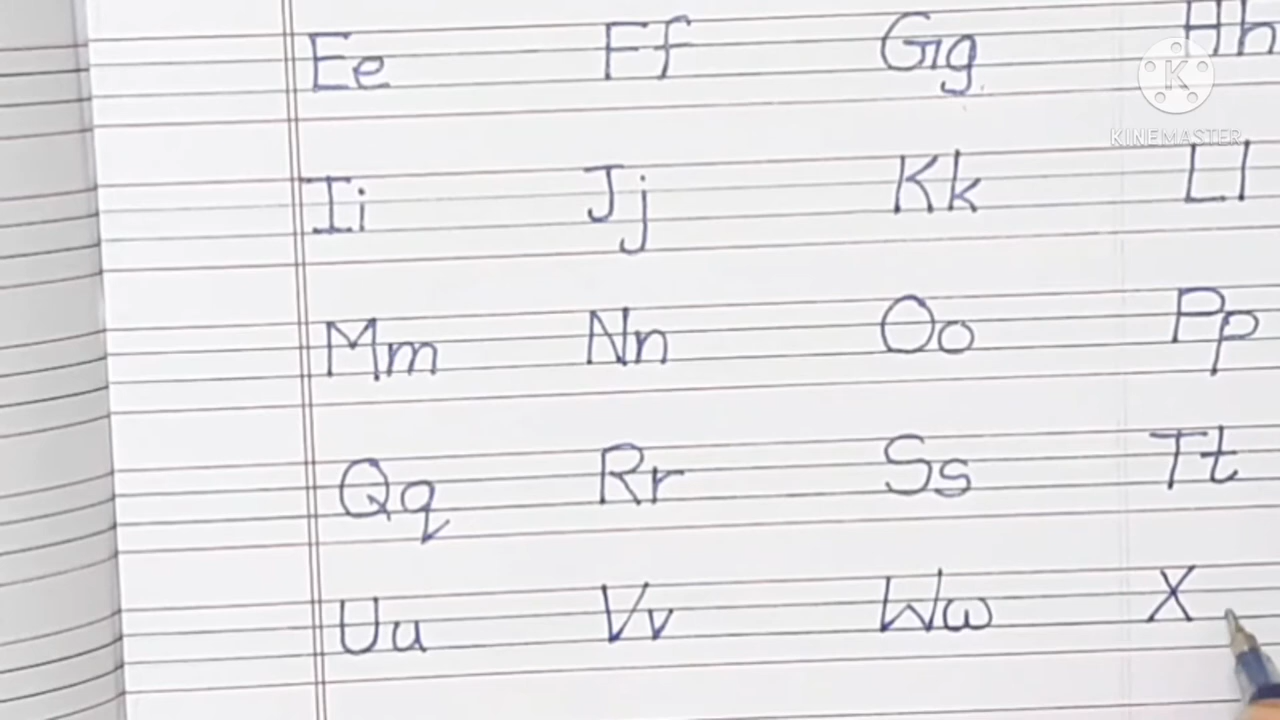 Ee Ff Gg Hh
KINEMASTER
Ii Jj Kk Ll
Mm Nn Oo Pp
Qq Rr Ss Tt
Uu Vv Ww X